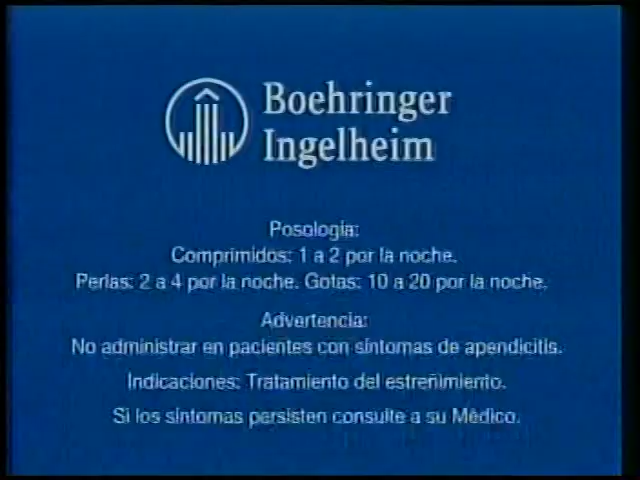 Boehringer
Ingelheim
Posología:
Comprimidos: 1 a 2 por la noche.
Perlas: 2 a 4 por la noche. Gotas: 10 a 20 por la noche.
Advertencia:
No administrar en pacientes con síntomas de apendicitis.
Indicaciones: Tratamiento del estreñimiento.
Si los síntomas persisten consulte a su Médico.